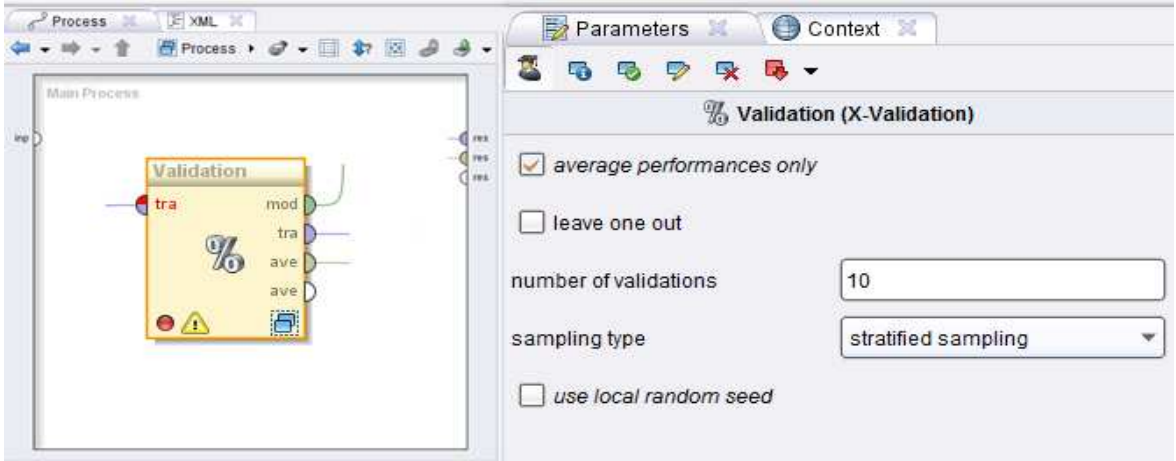 Process
XML
Process
Main Process
inp
res
res
res
Validation
tra
mod
tra
ave
ave
Parameters
Context
Validation (X-Validation)
average performances only
leave one out
number of validations
10
sampling type
stratified sampling
use local random seed